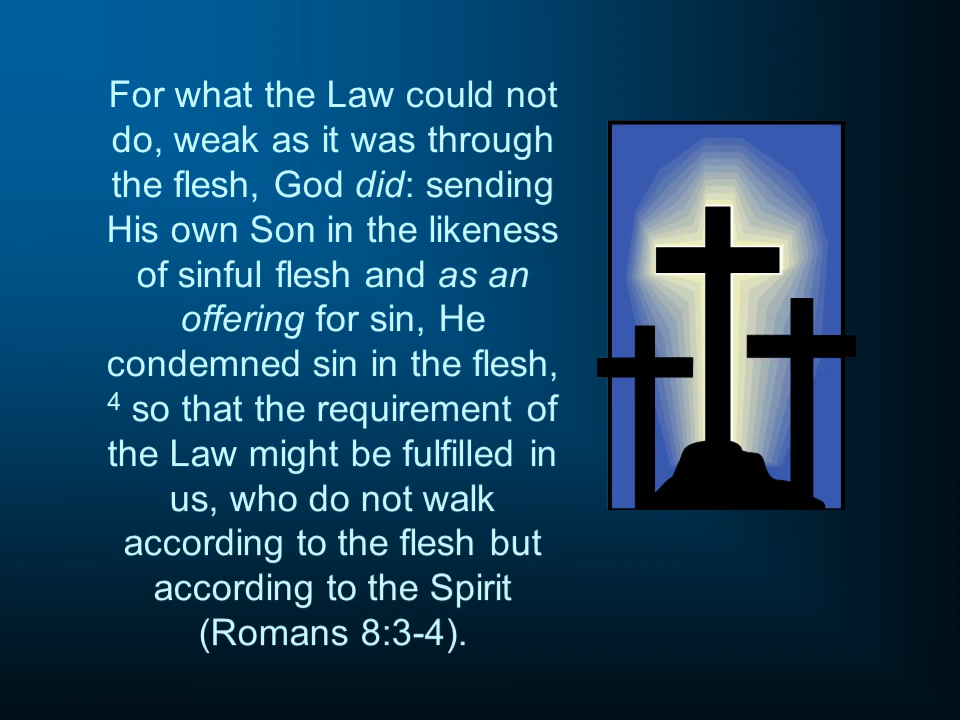 For what the Law could not
do, weak as it was through
the flesh, God did: sending
His own Son in the likeness
of sinful flesh and as an
offering for sin, He
condemned sin in the flesh,
4 so that the requirement of
the Law might be fulfilled in
us, who do not walk
according to the flesh but
according to the Spirit
(Romans 8:3-4).